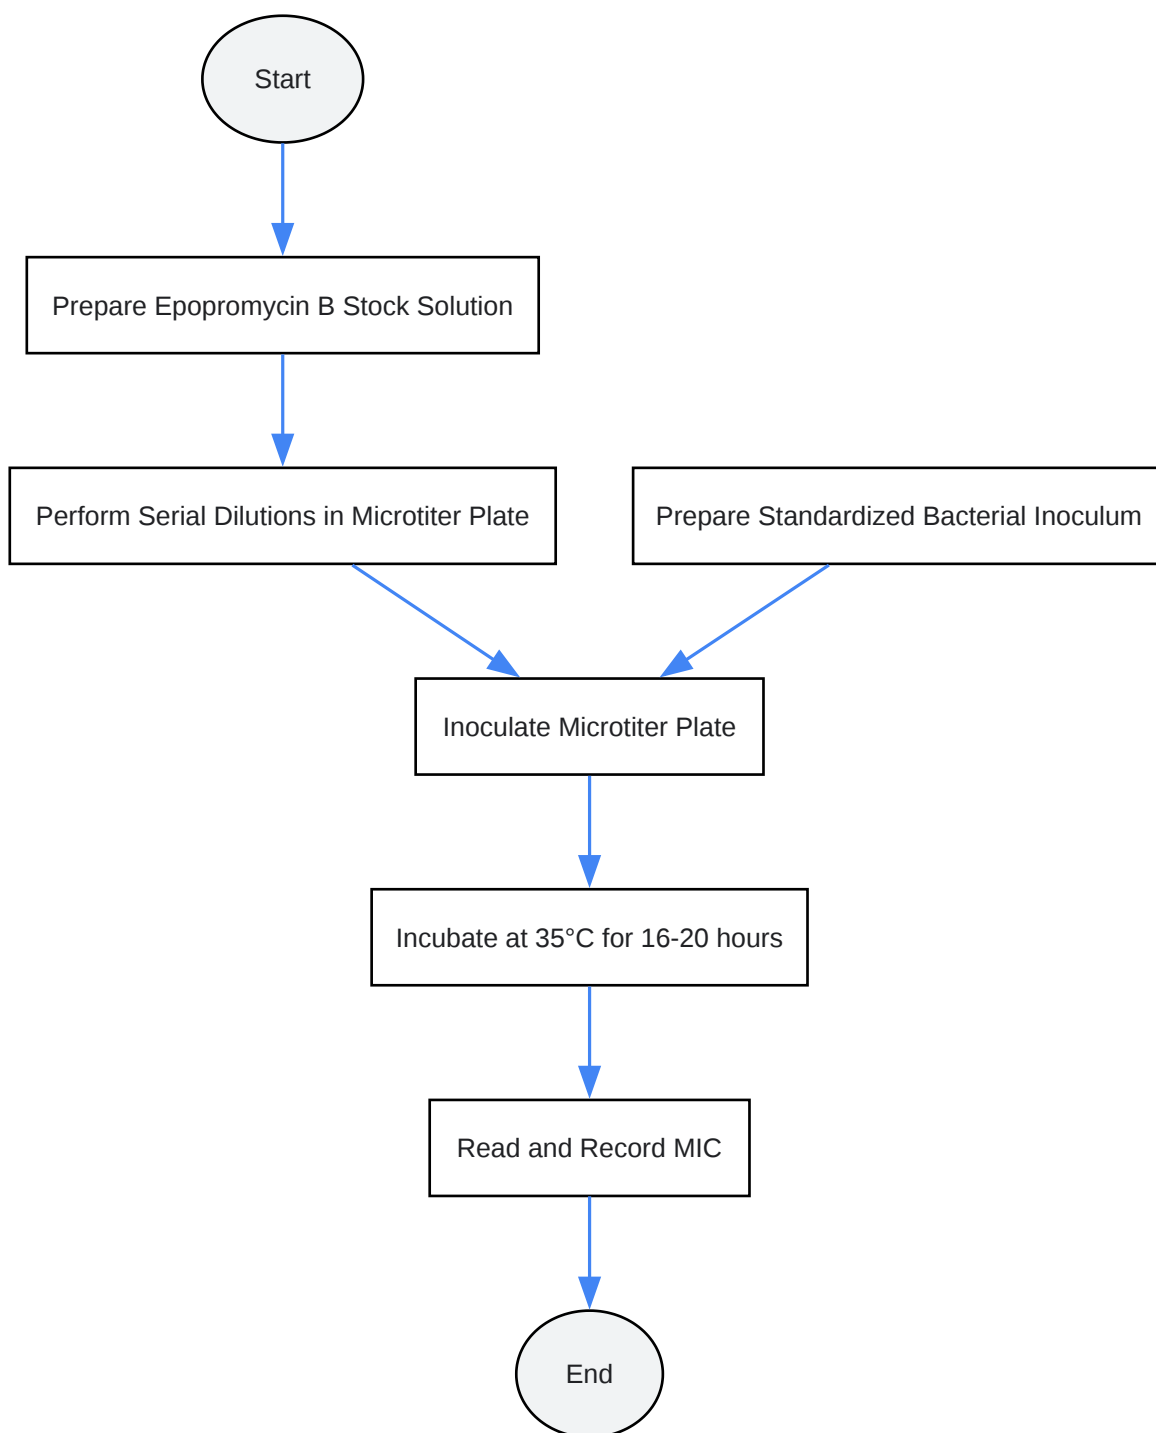 Start
Prepare Epopromycin B Stock Solution
Perform Serial Dilutions in Microtiter Plate
Prepare Standardized Bacterial Inoculum
Inoculate Microtiter Plate
Incubate at 35°C for 16-20 hours
Read and Record MIC
End